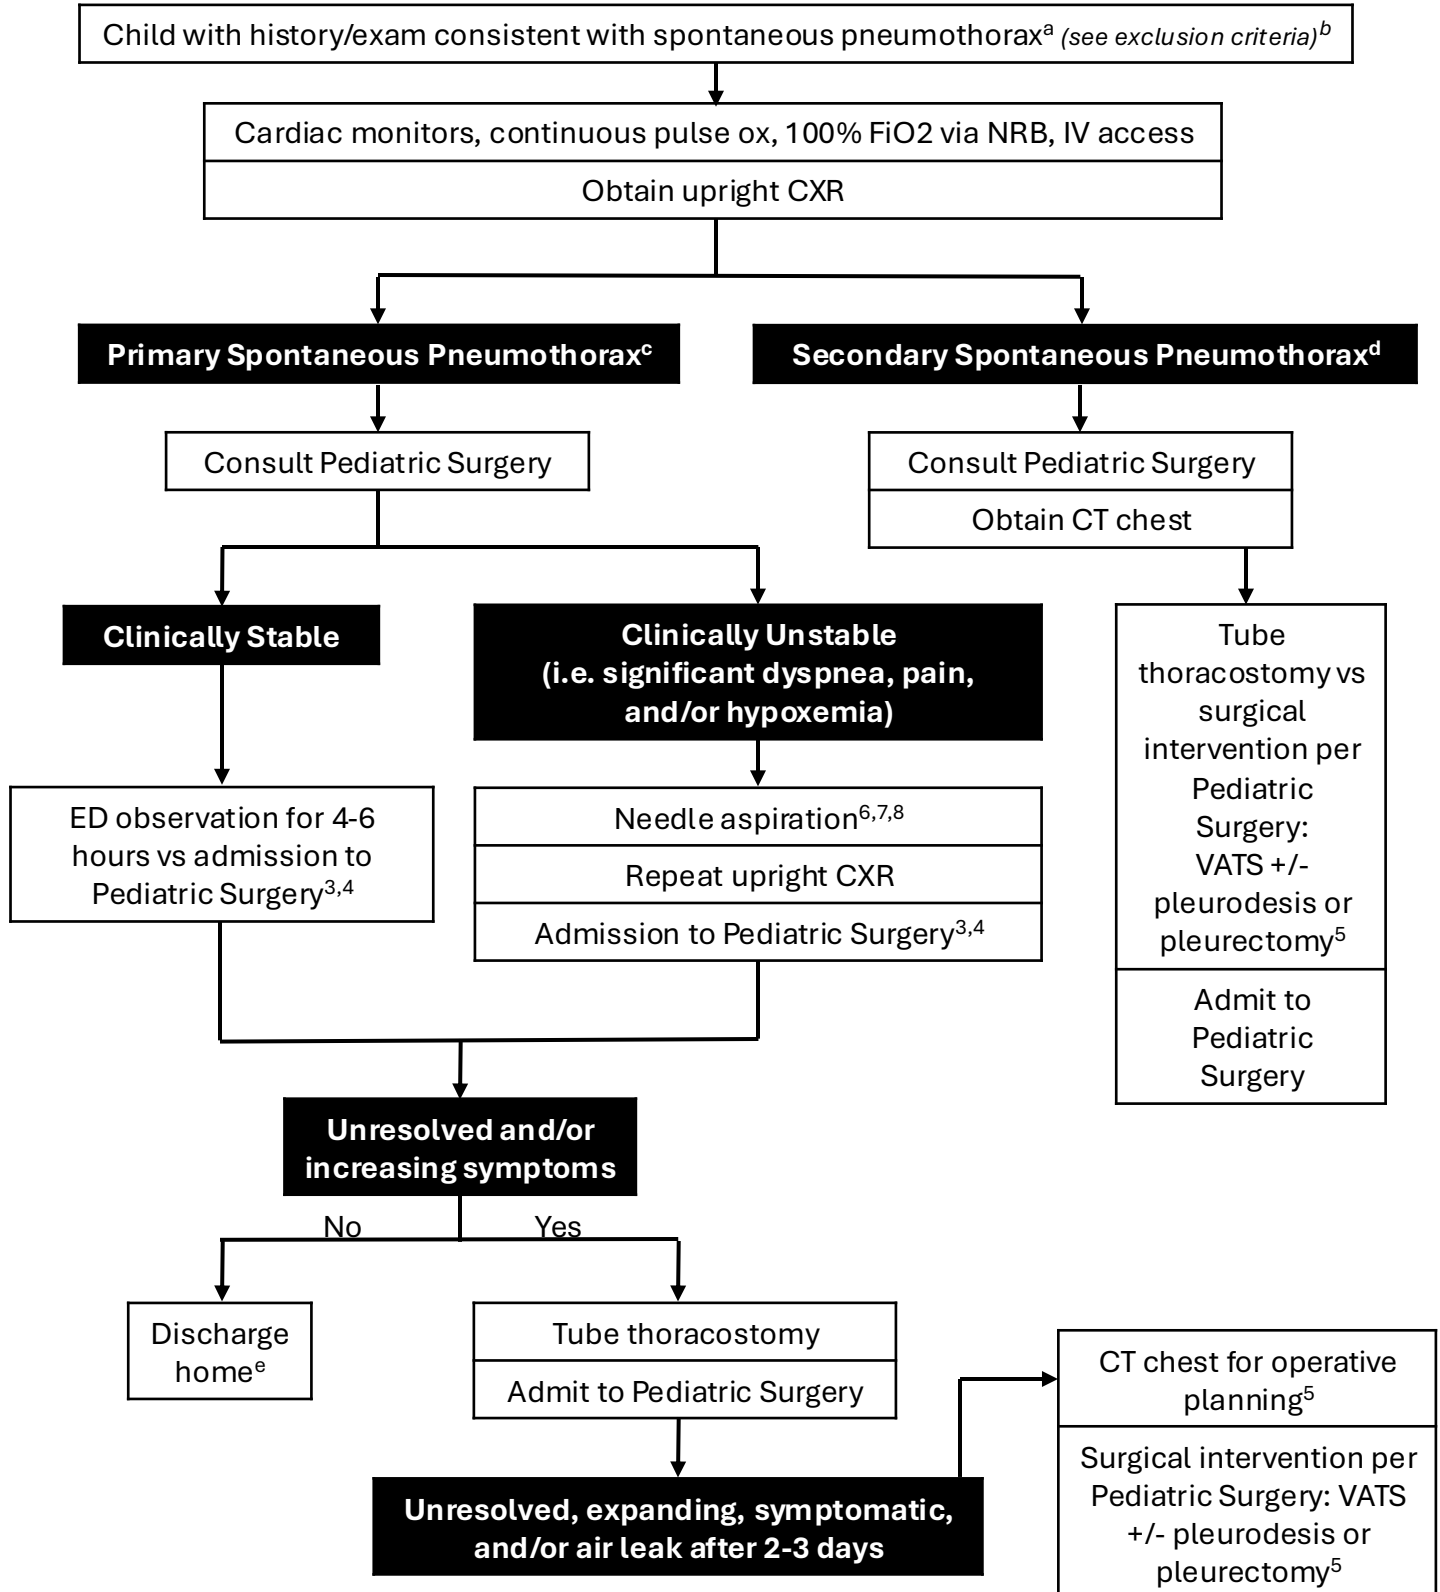 Child with history/exam consistent with spontaneous pneumothoraxᵃ (see exclusion criteria)ᵇ
Cardiac monitors, continuous pulse ox, 100% FiO2 via NRB, IV access
Obtain upright CXR
Primary Spontaneous Pneumothoraxᶜ
Secondary Spontaneous Pneumothoraxᵈ
Consult Pediatric Surgery
Consult Pediatric Surgery
Obtain CT chest
Clinically Stable
Clinically Unstable
(i.e. significant dyspnea, pain,
and/or hypoxemia)
Tube
thoracostomy vs
surgical
intervention per
Pediatric
Surgery:
VATS +/-
pleurodesis or
pleurectomy⁵
Admit to
Pediatric
Surgery
ED observation for 4-6
hours vs admission to
Pediatric Surgery³,⁴
Needle aspiration⁶,⁷,⁸
Repeat upright CXR
Admission to Pediatric Surgery³,⁴
Unresolved and/or
increasing symptoms
No
Yes
Discharge
homeᵉ
Tube thoracostomy
Admit to Pediatric Surgery
Unresolved, expanding, symptomatic,
and/or air leak after 2-3 days
CT chest for operative
planning⁵
Surgical intervention per
Pediatric Surgery: VATS
+/- pleurodesis or
pleurectomy⁵